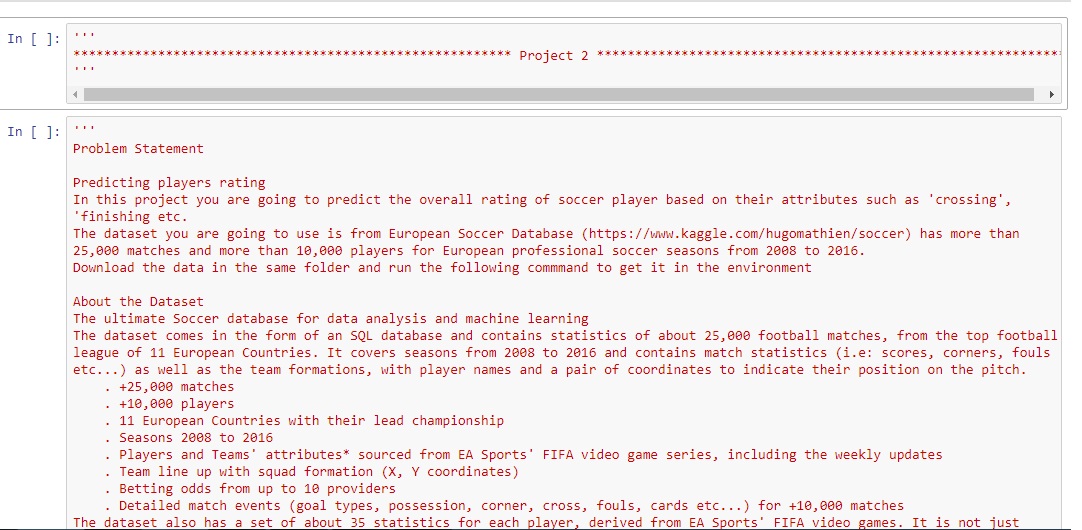 In [ ]:
'''
********************************************************* Project 2 ************************************************************
'''
In [ ]:
'''
Problem Statement
Predicting players rating
In this project you are going to predict the overall rating of soccer player based on their attributes such as 'crossing',
'finishing etc.
The dataset you are going to use is from European Soccer Database (https://www.kaggle.com/hugomathien/soccer) has more than
25,000 matches and more than 10,000 players for European professional soccer seasons from 2008 to 2016.
Download the data in the same folder and run the following commmand to get it in the environment
About the Dataset
The ultimate Soccer database for data analysis and machine learning
The dataset comes in the form of an SQL database and contains statistics of about 25,000 football matches, from the top football
league of 11 European Countries. It covers seasons from 2008 to 2016 and contains match statistics (i.e: scores, corners, fouls
etc...) as well as the team formations, with player names and a pair of coordinates to indicate their position on the pitch.
. +25,000 matches
. +10,000 players
. 11 European Countries with their lead championship
. Seasons 2008 to 2016
. Players and Teams' attributes* sourced from EA Sports' FIFA video game series, including the weekly updates
. Team line up with squad formation (X, Y coordinates)
. Betting odds from up to 10 providers
. Detailed match events (goal types, possession, corner, cross, fouls, cards etc...) for +10,000 matches
The dataset also has a set of about 35 statistics for each player, derived from EA Sports' FIFA video games. It is not just